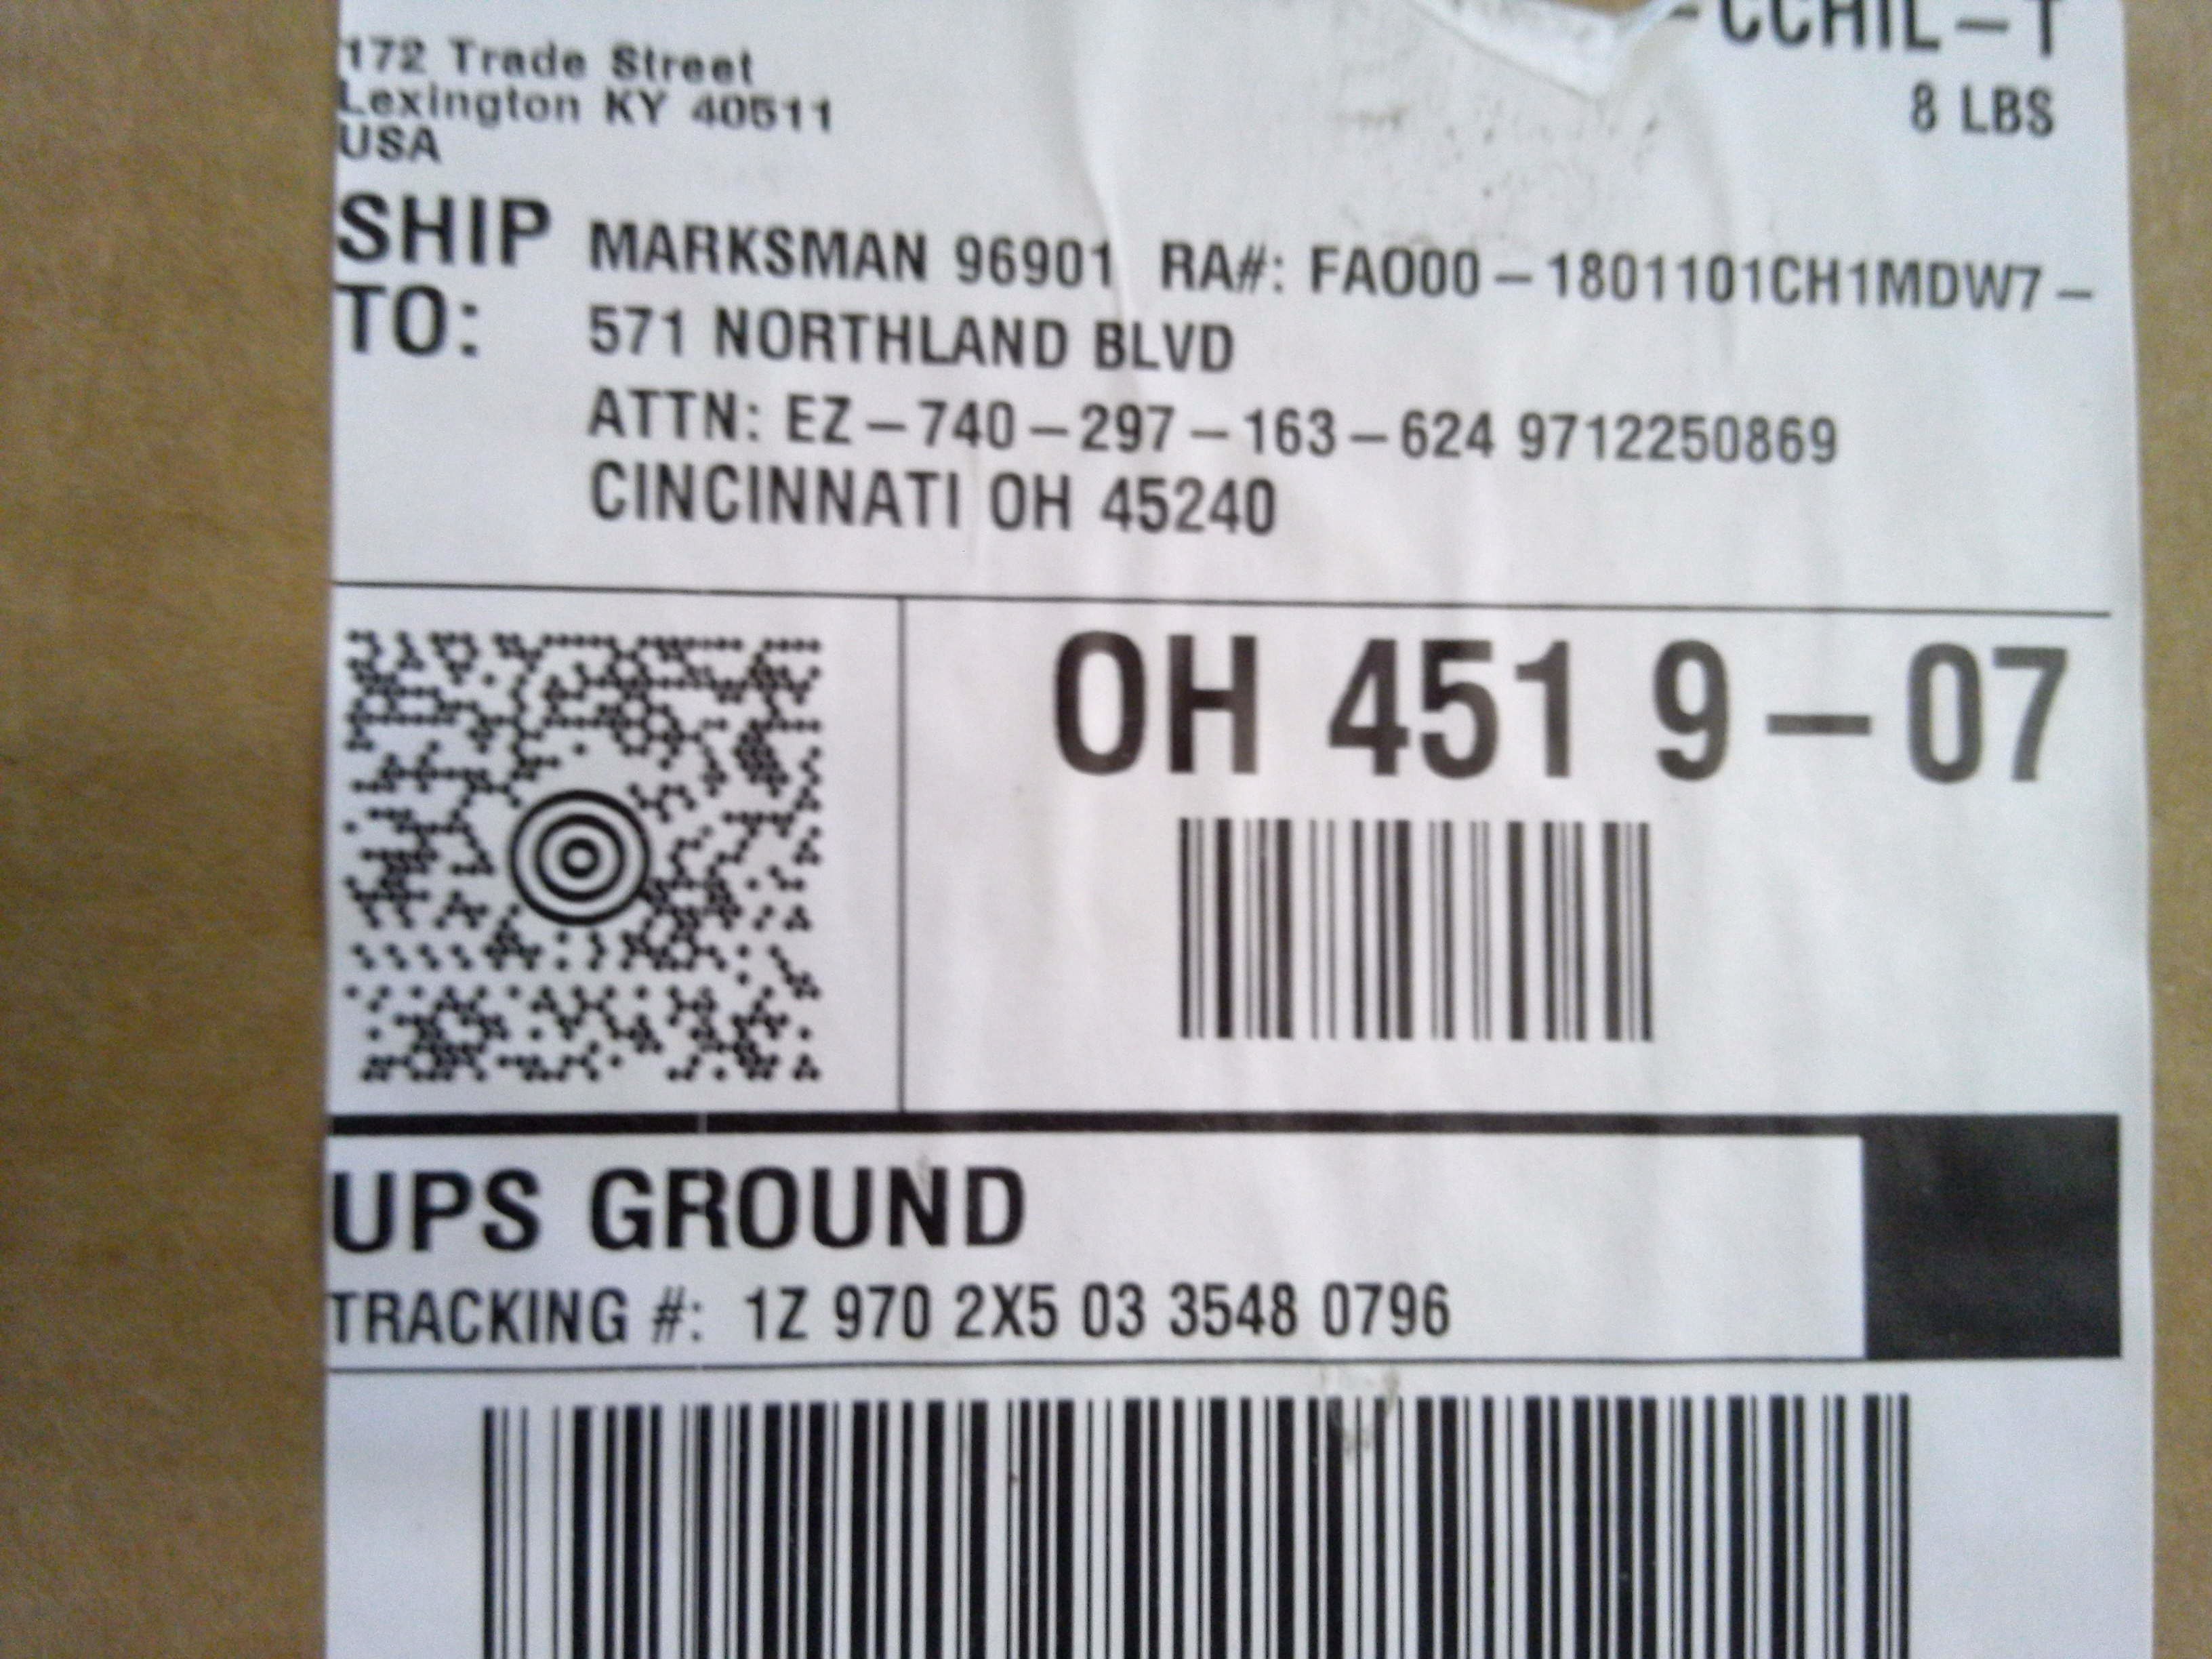 172 Trade Street
Lexington KY 40511
USA
CCHIL-T
8 LBS
SHIP TO:
MARKSMAN 96901 RA#: FAO00-1801101CH1MDW7-
571 NORTHLAND BLVD
ATTN: EZ-740-297-163-624 9712250869
CINCINNATI OH 45240
OH 451 9-07
UPS GROUND
TRACKING #: 1Z 970 2X5 03 3548 0796